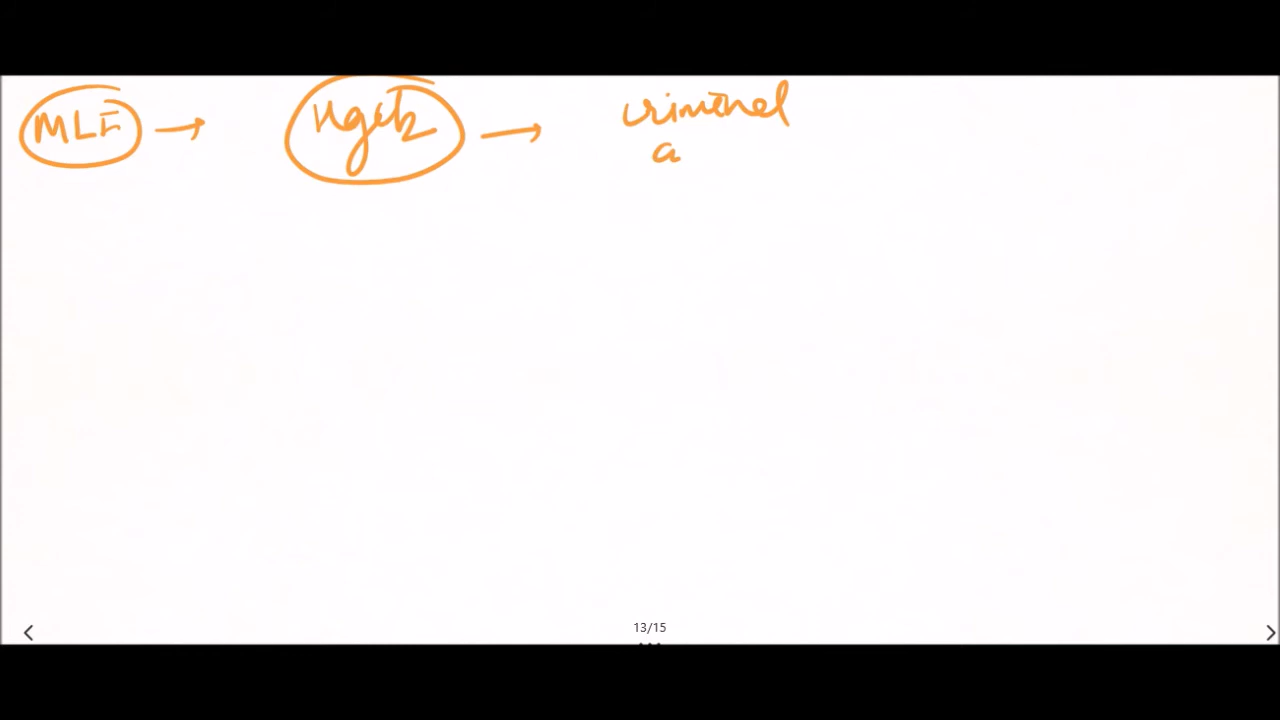 MLE → → criminal
a
13/15